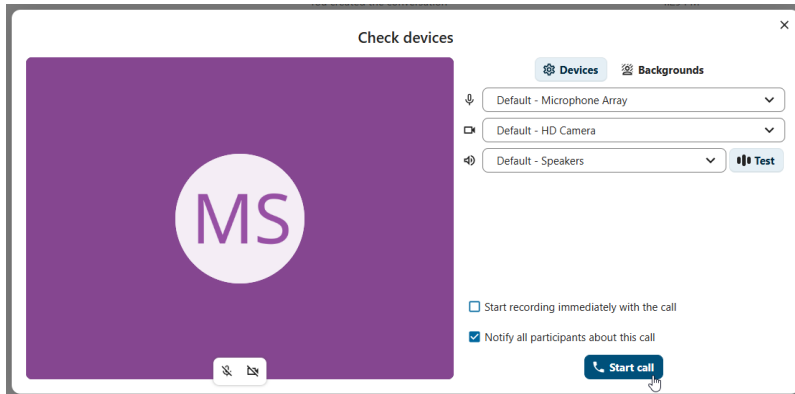 Check devices
Devices
Backgrounds
Default - Microphone Array
Default - HD Camera
Default - Speakers
Test
MS
Start recording immediately with the call
Notify all participants about this call
Start call